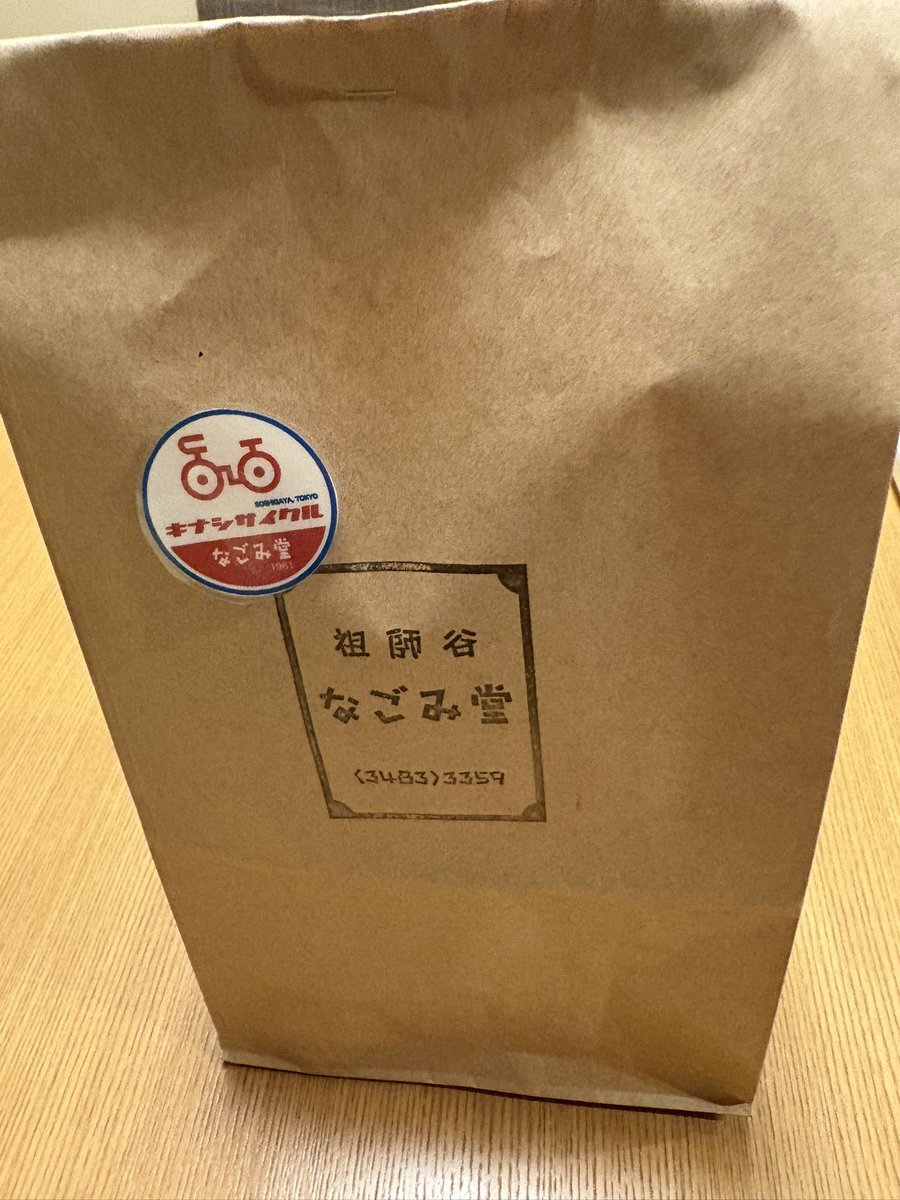 SOSHIGAYA, TOKYO
キナシサイクル
なごみ堂
1961
祖師谷
なごみ堂
(3483)3359